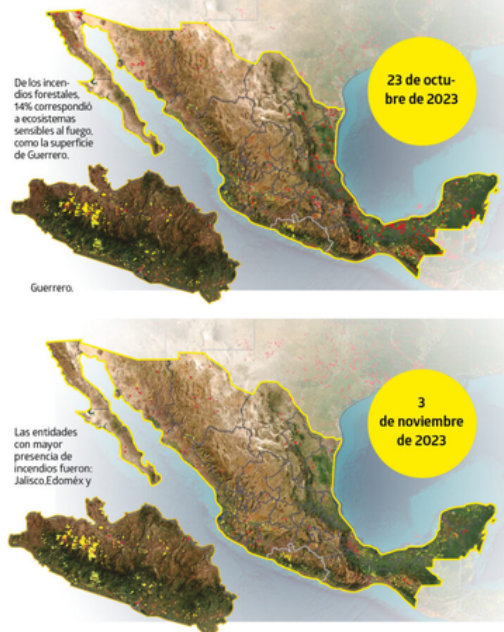 De los incen-
dios forestales,
14% correspondió
a ecosistemas
sensibles al fuego,
como la superficie
de Guerrero.
23 de octu-
bre de 2023
Guerrero.
Las entidades
con mayor
presencia de
incendios fueron:
Jalisco,Edoméx y
3
de noviembre
de 2023